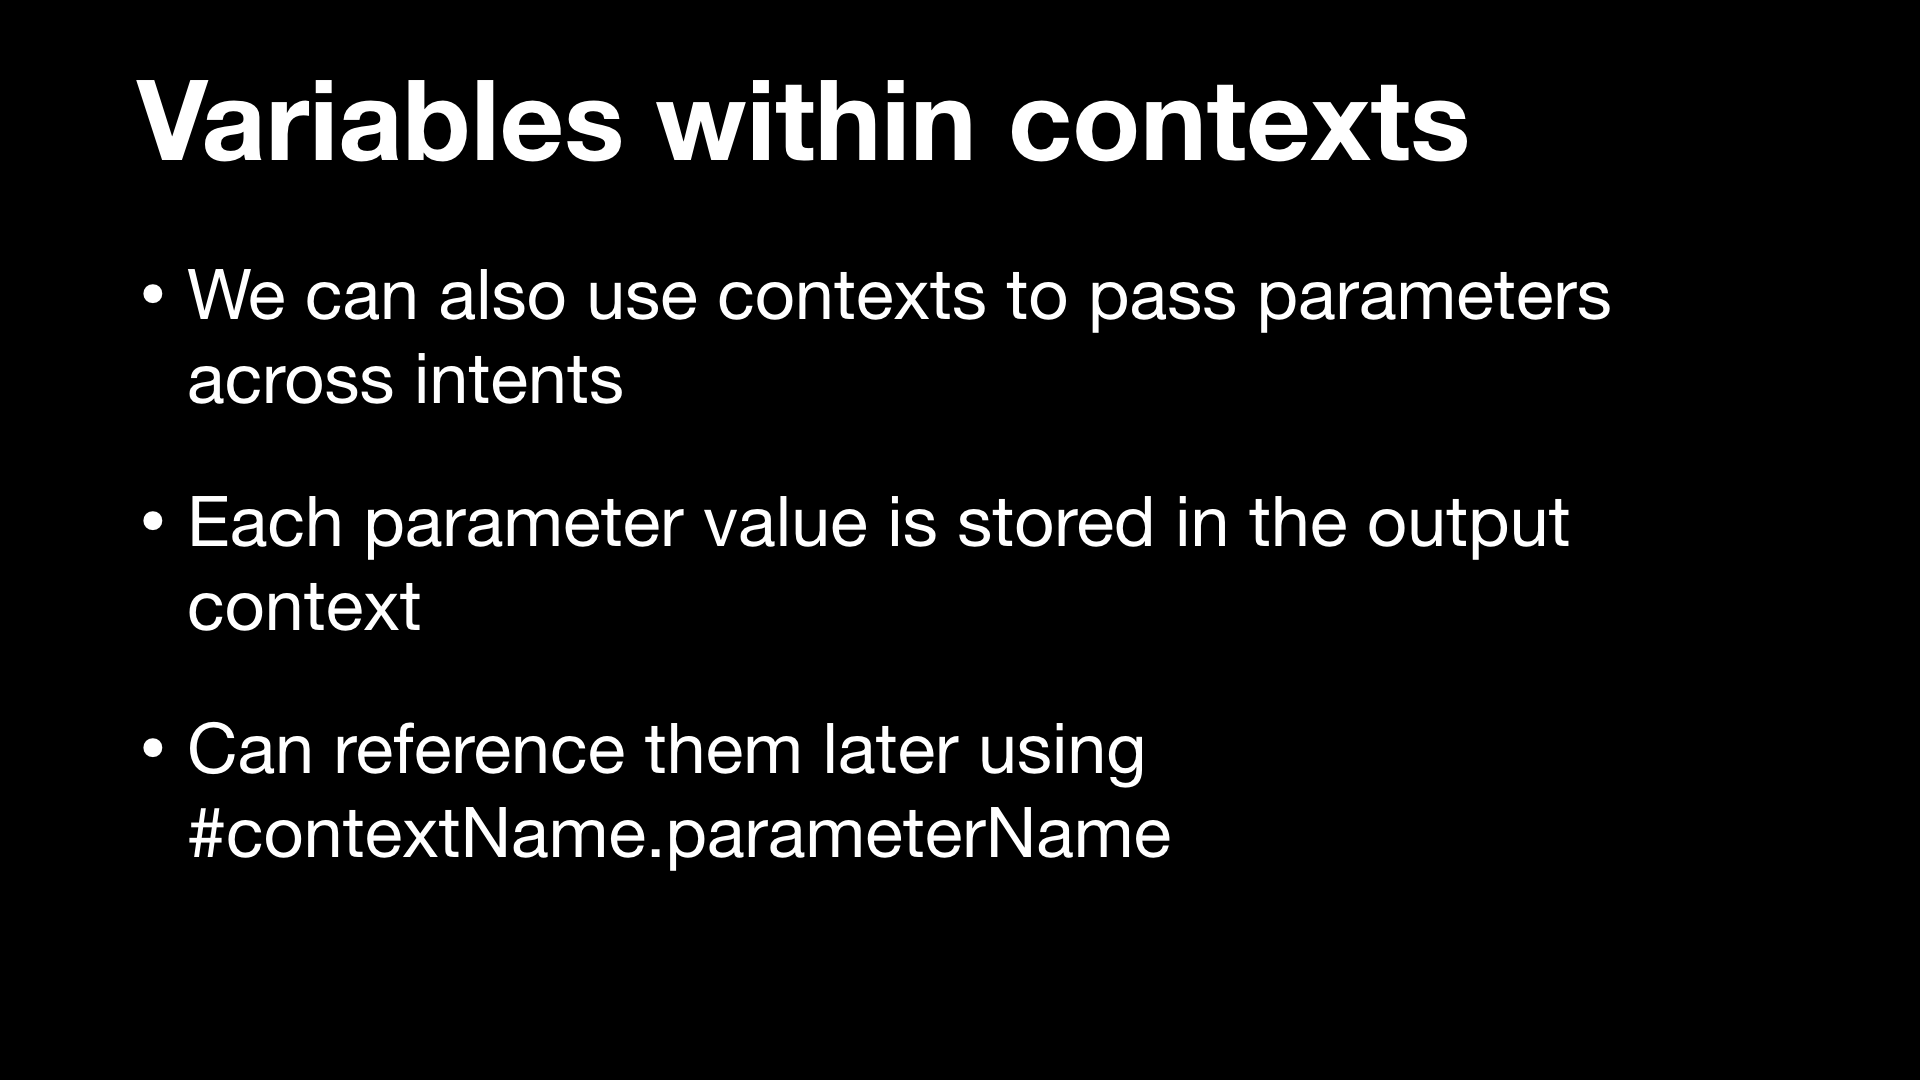 Variables within contexts
• We can also use contexts to pass parameters
across intents
• Each parameter value is stored in the output
context
• Can reference them later using
#contextName.parameterName